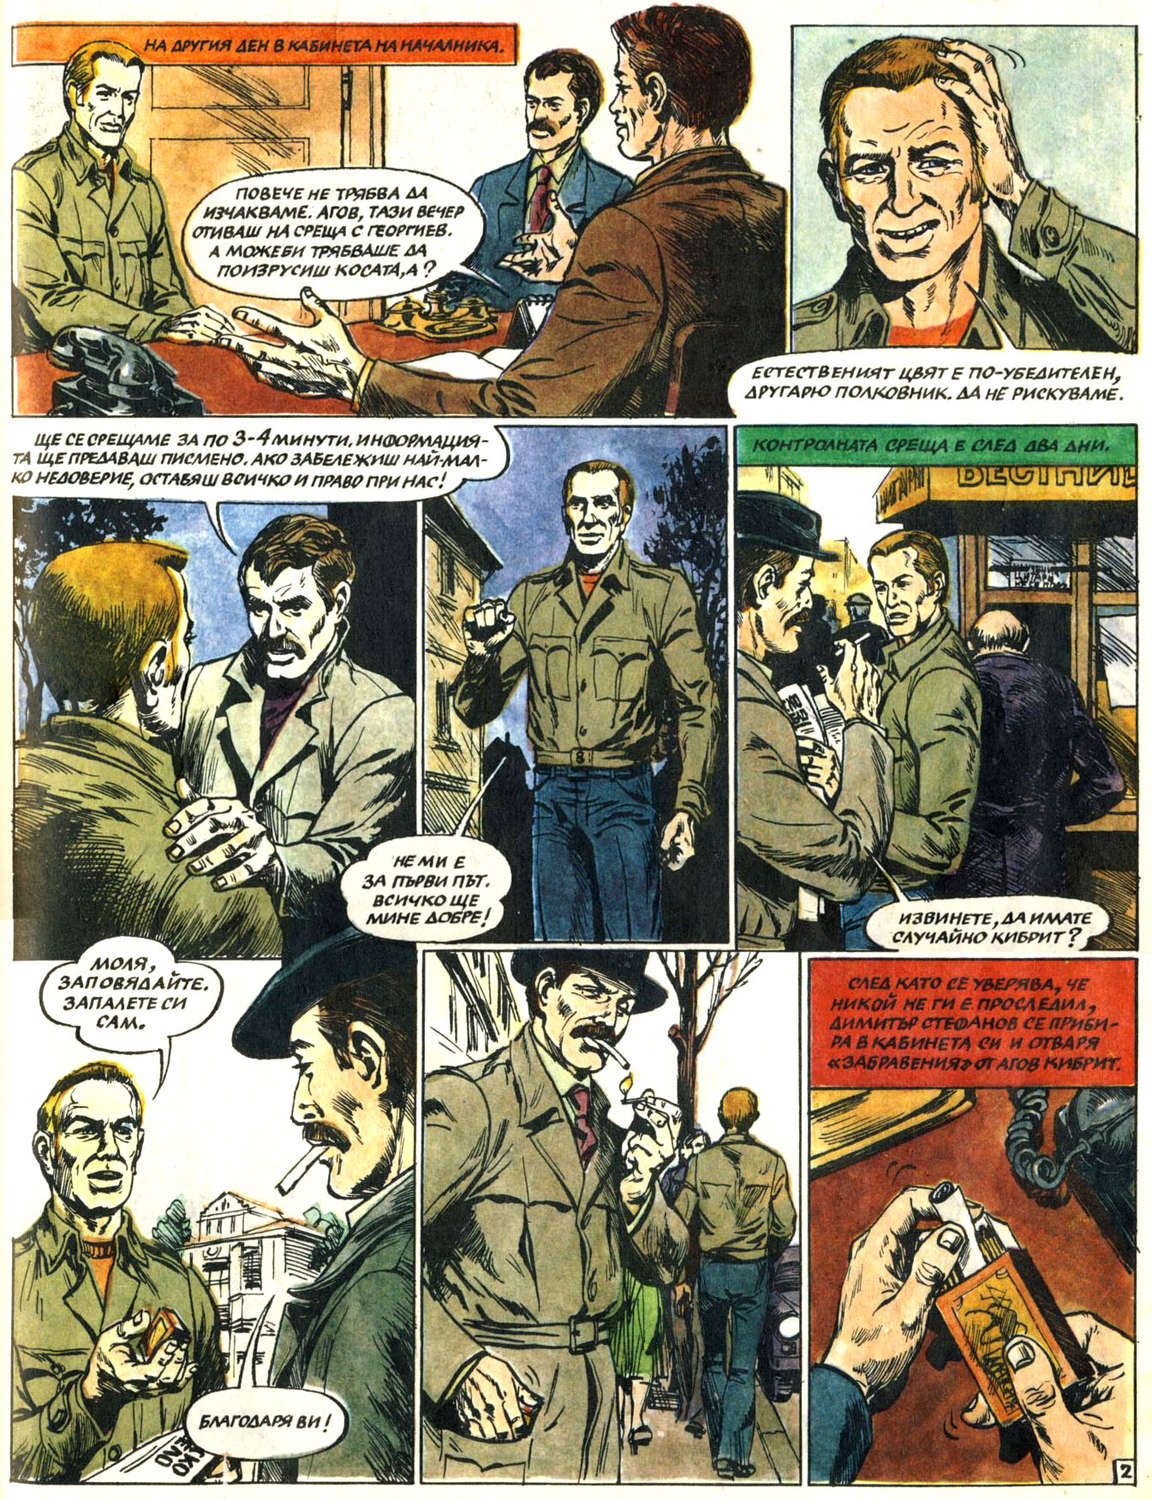 НА ДРУГИЯ ДЕН В КАБИНЕТА НА НАЧАЛНИКА.
ПОВЕЧЕ НЕ ТРЯБВА ДА
ИЗЧАКВАМЕ. АГОВ, ТАЗИ ВЕЧЕР
ОТИВАШ НА СРЕЩА С ГЕОРГИЕВ.
А МОЖЕБИ ТРЯБВАШЕ ДА
ПОИЗРУСИШ КОСАТА, А?
ЕСТЕСТВЕНИЯТ ЦВЯТ Е ПО-УБЕДИТЕЛЕН,
ДРУГАРЮ ПОЛКОВНИК. ДА НЕ РИСКУВАМЕ.
ЩЕ СЕ СРЕЩАМЕ ЗА ПО 3-4 МИНУТИ. ИНФОРМАЦИЯ-
ТА ЩЕ ПРЕДАВАШ ПИСМЕНО. АКО ЗАБЕЛЕЖИШ НАЙ-МАЛ-
КО НЕДОВЕРИЕ, ОСТАВЯШ ВСИЧКО И ПРАВО ПРИ НАС!
НЕ МИ Е
ЗА ПЪРВИ ПЪТ.
ВСИЧКО ЩЕ
МИНЕ ДОБРЕ!
КОНТРОЛНАТА СРЕЩА Е СЛЕД ДВА ДНИ.
ВЕСТНИЦ
ИЗВИНЕТЕ, ДА ИМАТЕ
СЛУЧАЙНО КИБРИТ?
МОЛЯ,
ЗАПОВЯДАЙТЕ.
ЗАПАЛЕТЕ СИ
САМ.
БЛАГОДАРЯ ВИ!
СЛЕД КАТО СЕ УВЕРЯВА, ЧЕ
НИКОЙ НЕ ГИ Е ПРОСЛЕДИЛ,
ДИМИТЪР СТЕФАНОВ СЕ ПРИБИ-
РА В КАБИНЕТА СИ И ОТВАРЯ
«ЗАБРАВЕНИЯ» ОТ АГОВ КИБРИТ.
2